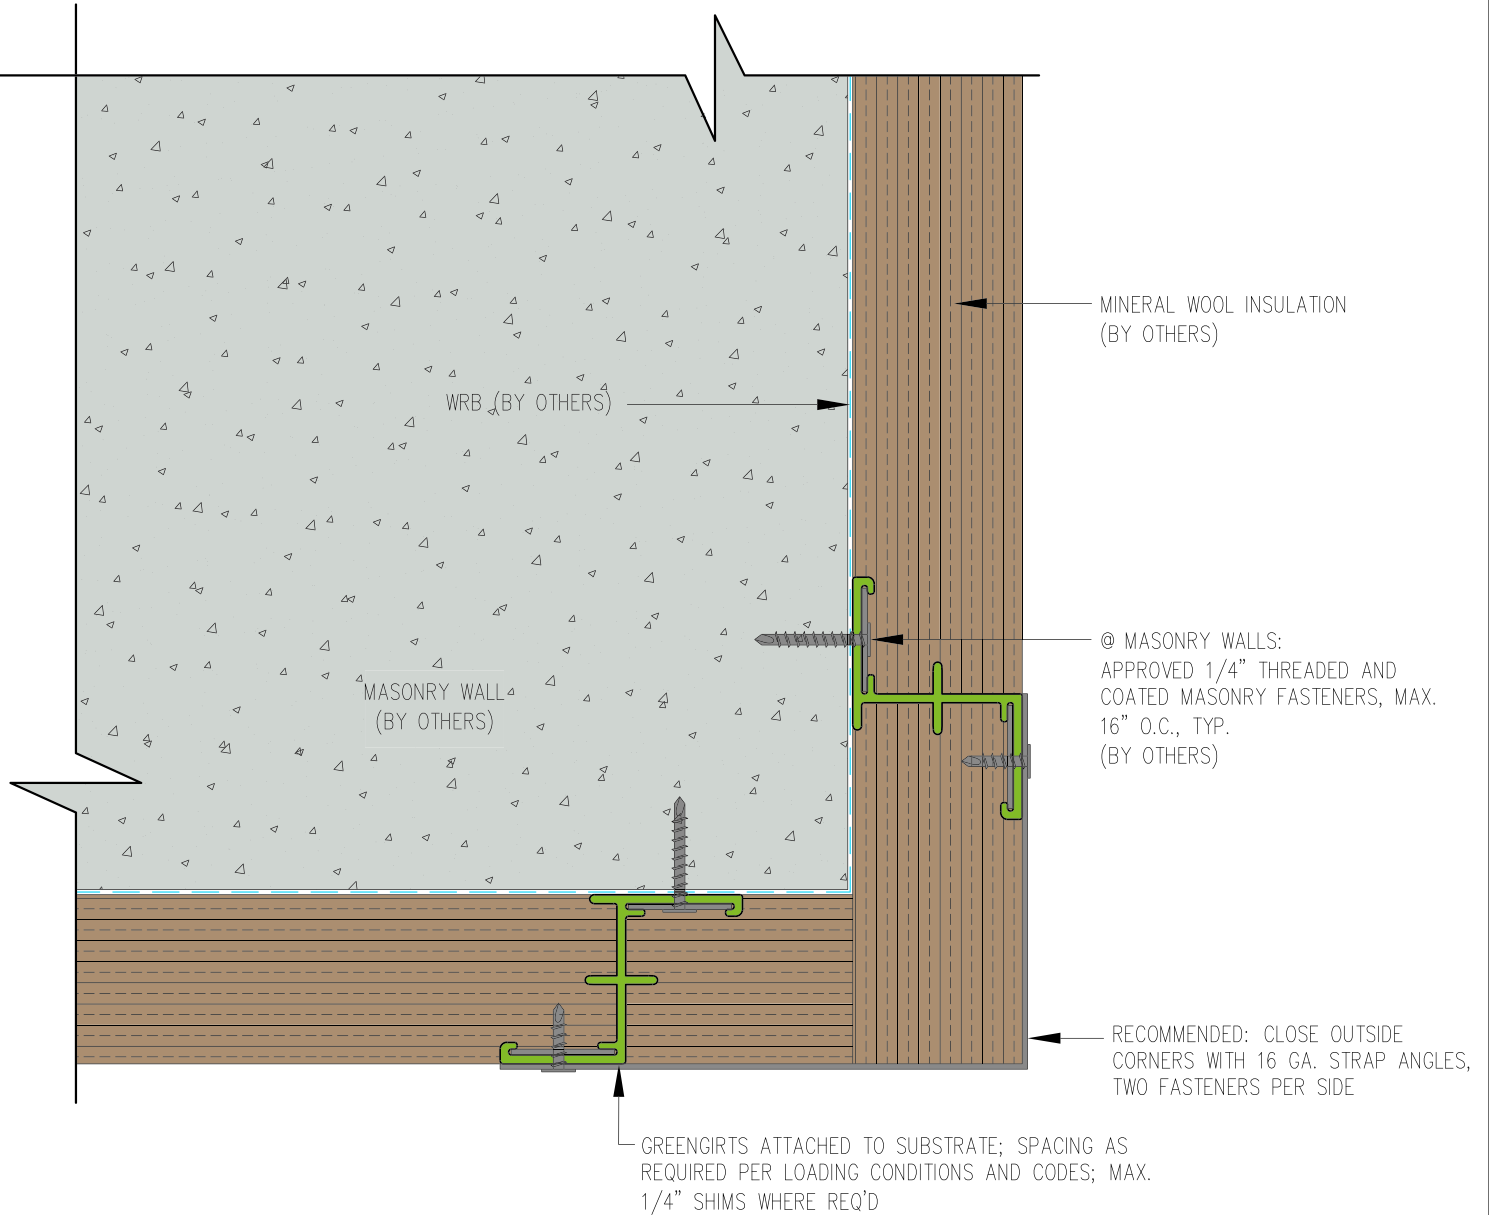 MINERAL WOOL INSULATION
(BY OTHERS)
WRB (BY OTHERS)
@ MASONRY WALLS:
APPROVED 1/4” THREADED AND
COATED MASONRY FASTENERS, MAX.
16” O.C., TYP.
(BY OTHERS)
MASONRY WALL
(BY OTHERS)
RECOMMENDED: CLOSE OUTSIDE
CORNERS WITH 16 GA. STRAP ANGLES,
TWO FASTENERS PER SIDE
GREENGIRTS ATTACHED TO SUBSTRATE; SPACING AS
REQUIRED PER LOADING CONDITIONS AND CODES; MAX.
1/4” SHIMS WHERE REQ'D